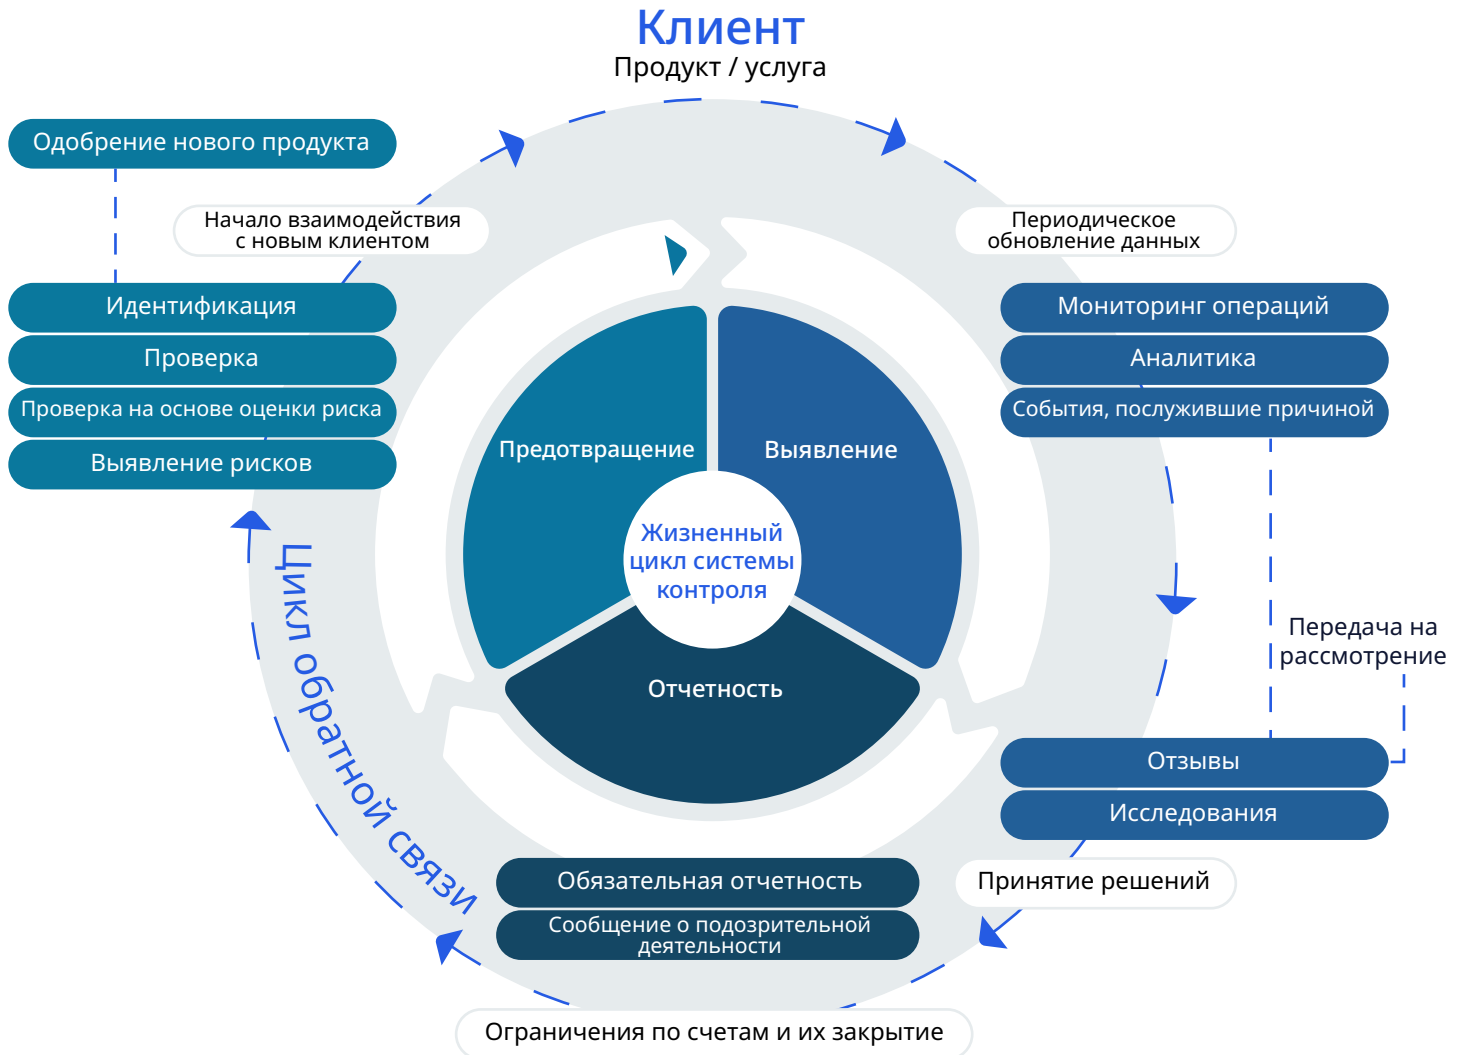 Клиент
Продукт / услуга
Одобрение нового продукта
Начало взаимодействия
с новым клиентом
Периодическое
обновление данных
Идентификация
Проверка
Проверка на основе оценки риска
Выявление рисков
Мониторинг операций
Аналитика
События, послужившие причиной
Предотвращение
Выявление
Жизненный
цикл системы
контроля
Отчетность
Цикл обратной связи
Передача на
рассмотрение
Отзывы
Исследования
Обязательная отчетность
Сообщение о подозрительной
деятельности
Принятие решений
Ограничения по счетам и их закрытие